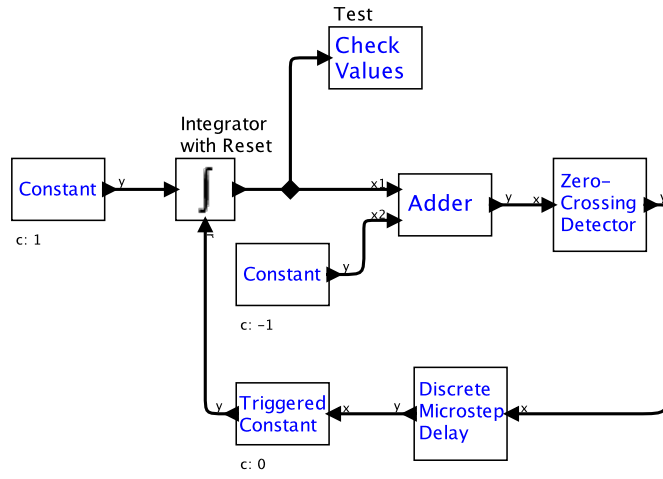 Test
Check
Values
Integrator
with Reset
Constant
y
∫
r
c: 1
x1
x2
Adder
y
x
Zero-
Crossing
Detector
y
Constant
y
c: -1
Triggered
Constant
y
x
c: 0
Discrete
Microstep
Delay
y
x